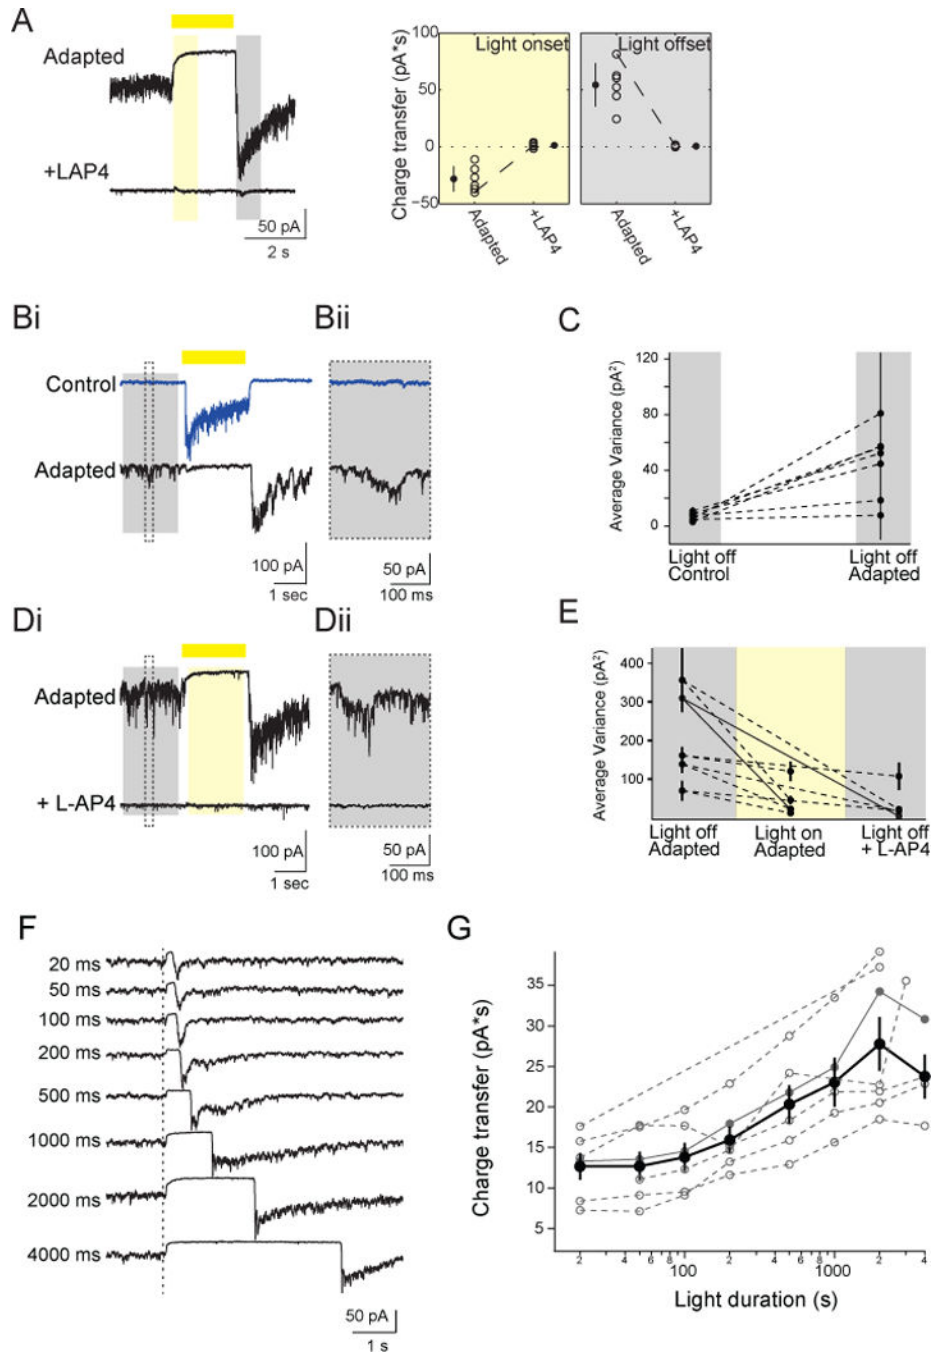 A
Adapted
+LAP4
50 pA
2 s
Charge transfer (pA*s)
100
50
0
−50
Light onset
Light offset
Adapted
+LAP4
Adapted
+LAP4
Bi
Control
Adapted
100 pA
1 sec
Bii
50 pA
100 ms
C
Average Variance (pA²)
120
80
40
0
Light off
Control
Light off
Adapted
Di
Adapted
+ L-AP4
100 pA
1 sec
Dii
50 pA
100 ms
E
Average Variance (pA²)
400
300
200
100
Light off
Adapted
Light on
Adapted
Light off
+ L-AP4
F
20 ms
50 ms
100 ms
200 ms
500 ms
1000 ms
2000 ms
4000 ms
50 pA
1 s
G
Charge transfer (pA*s)
35
30
25
20
15
10
5
2 4 6 8 100 2 4 6 8 1000 2 4
Light duration (s)